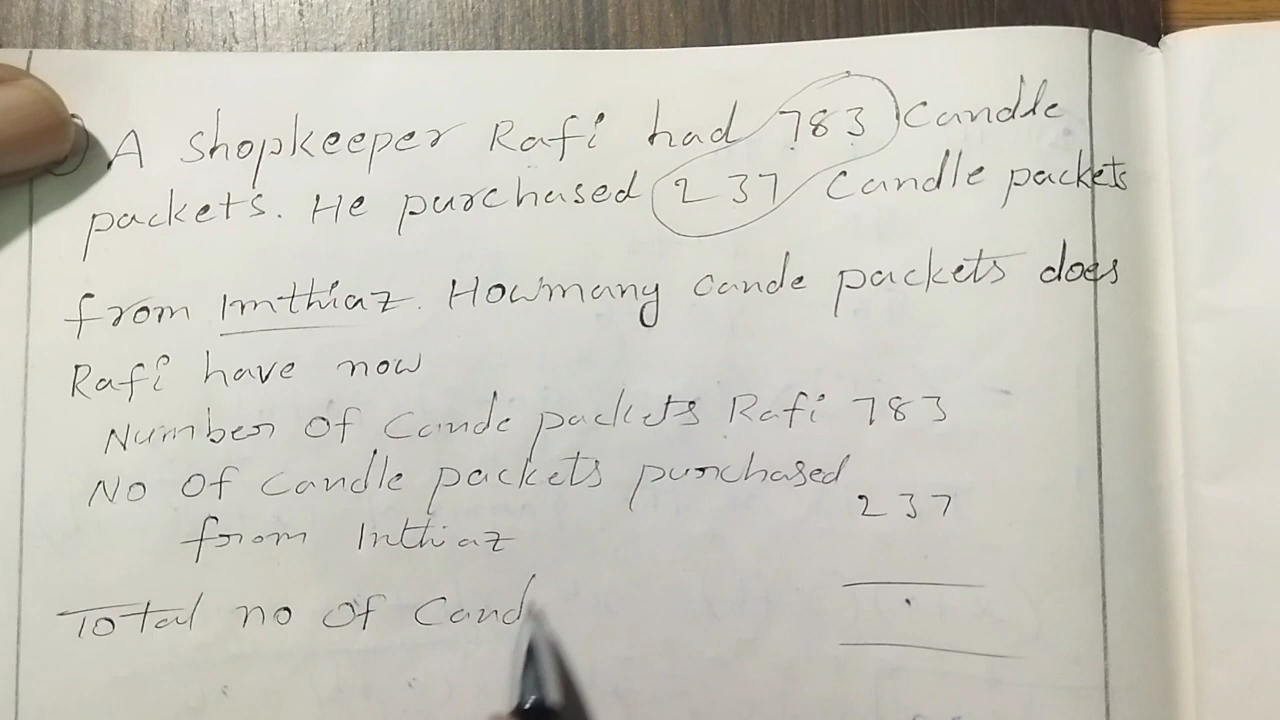 A Shopkeeper Rafi had 783 Candle
packets. He purchased 237 Candle packets
from Imthiaz. Howmany cande packets does
Rafi have now
Number of Cande packets Rafi 783
No of candle packets purchased
237
from Inthiaz
Total no of Cand